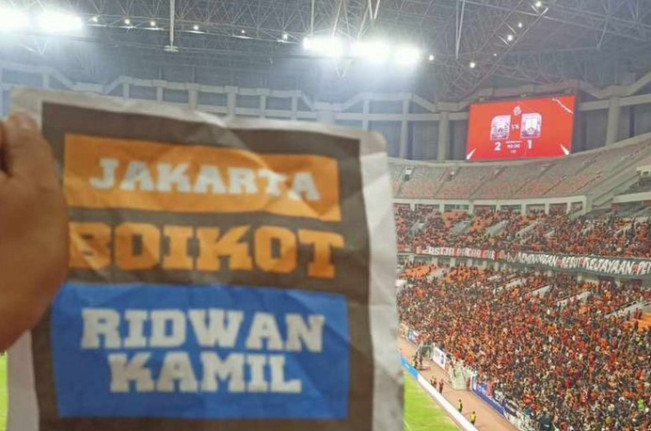 JAKARTA
BOIKOT
RIDWAN
KAMIL
2 1